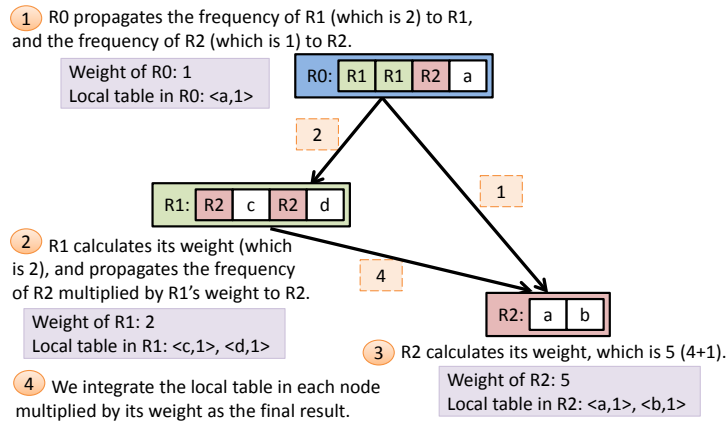 1 R0 propagates the frequency of R1 (which is 2) to R1,
and the frequency of R2 (which is 1) to R2.
Weight of R0: 1
Local table in R0: <a,1>
R0: R1 R1 R2 a
2
1
R1: R2 c R2 d
4
2 R1 calculates its weight (which
is 2), and propagates the frequency
of R2 multiplied by R1's weight to R2.
Weight of R1: 2
Local table in R1: <c,1>, <d,1>
R2: a b
3 R2 calculates its weight, which is 5 (4+1).
Weight of R2: 5
Local table in R2: <a,1>, <b,1>
4 We integrate the local table in each node
multiplied by its weight as the final result.